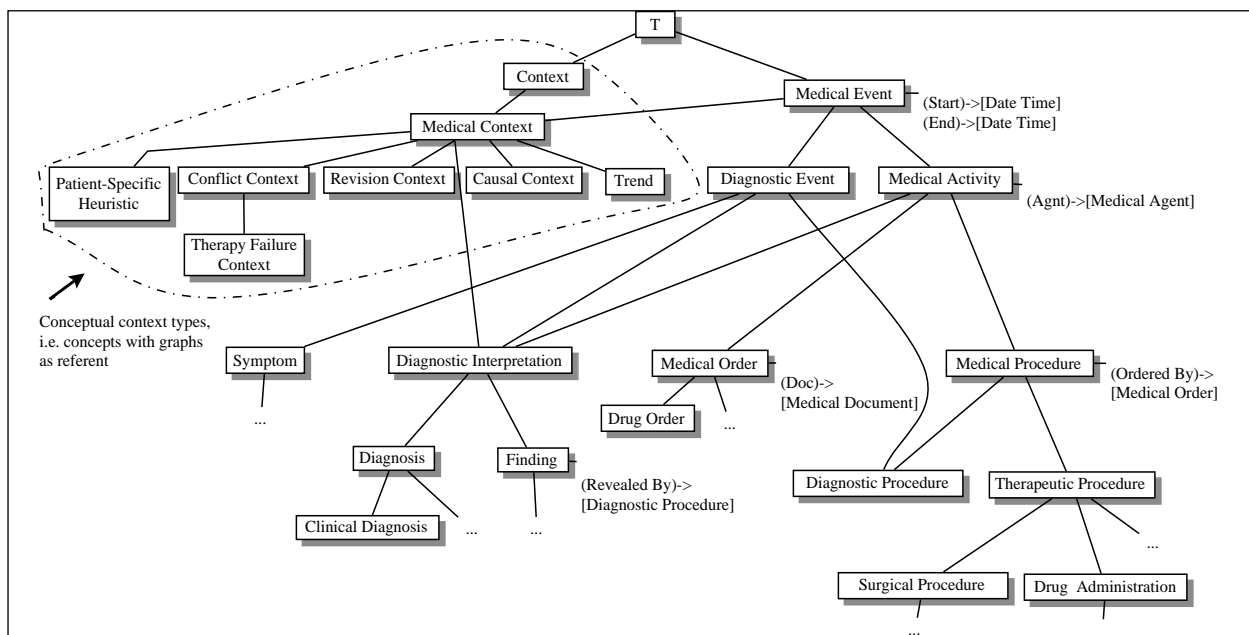 T
Context
Medical Event
(Start)->[Date Time]
(End)->[Date Time]
Medical Context
Patient-Specific
Heuristic
Conflict Context
Revision Context
Causal Context
Trend
Diagnostic Event
Medical Activity
(Agnt)->[Medical Agent]
Therapy Failure
Context
Conceptual context types,
i.e. concepts with graphs
as referent
Symptom
...
Diagnostic Interpretation
Medical Order
(Doc)->
[Medical Document]
Medical Procedure
(Ordered By)->
[Medical Order]
Drug Order
...
Diagnosis
Finding
(Revealed By)->
[Diagnostic Procedure]
Diagnostic Procedure
Therapeutic Procedure
Clinical Diagnosis
...
...
...
Surgical Procedure
Drug Administration
...
...